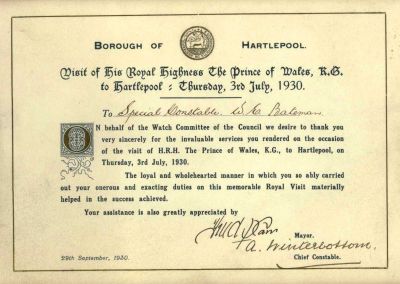 BOROUGH OF HARTLEPOOL.
Visit of His Royal Highness The Prince of Wales, K.G.
to Hartlepool : Thursday, 3rd July, 1930.
To Special Constable. W. C. Bateman
ON behalf of the Watch Committee of the Council we desire to thank you
very sincerely for the invaluable services you rendered on the occasion
of the visit of H.R.H. The Prince of Wales, K.G., to Hartlepool, on
Thursday, 3rd July, 1930.
The loyal and wholehearted manner in which you so ably carried
out your onerous and exacting duties on this memorable Royal Visit materially
helped in the success achieved.
Your assistance is also greatly appreciated by
Mayor.
A. Winterbottom.
Chief Constable.
29th September, 1930.